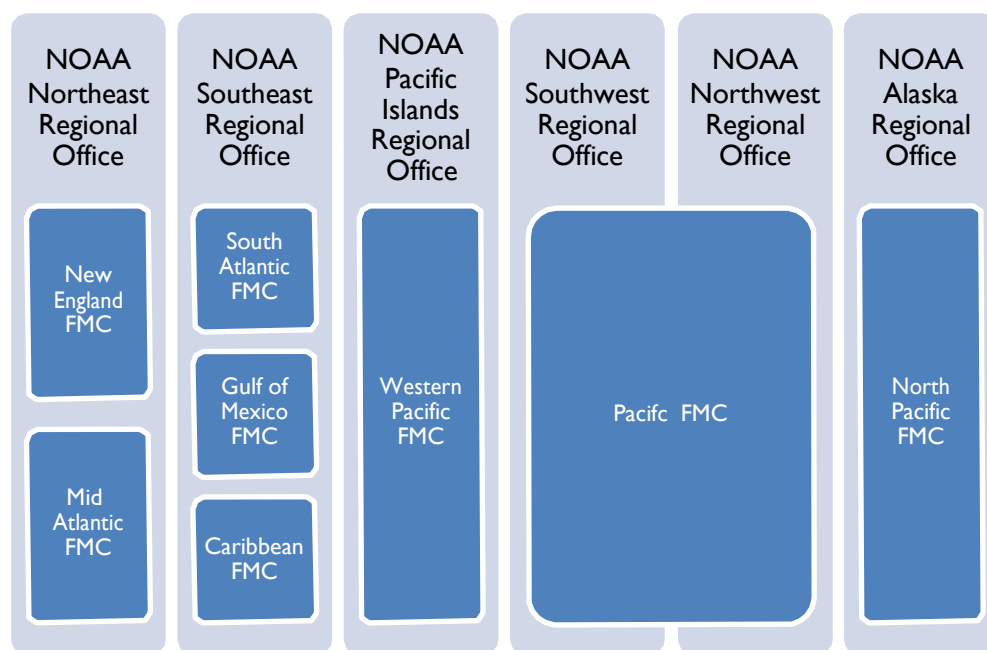 NOAA
Northeast
Regional
Office
New
England
FMC
Mid
Atlantic
FMC
NOAA
Southeast
Regional
Office
South
Atlantic
FMC
Gulf of
Mexico
FMC
Caribbean
FMC
NOAA
Pacific
Islands
Regional
Office
Western
Pacific
FMC
NOAA
Southwest
Regional
Office
NOAA
Northwest
Regional
Office
Pacifc FMC
NOAA
Alaska
Regional
Office
North
Pacific
FMC